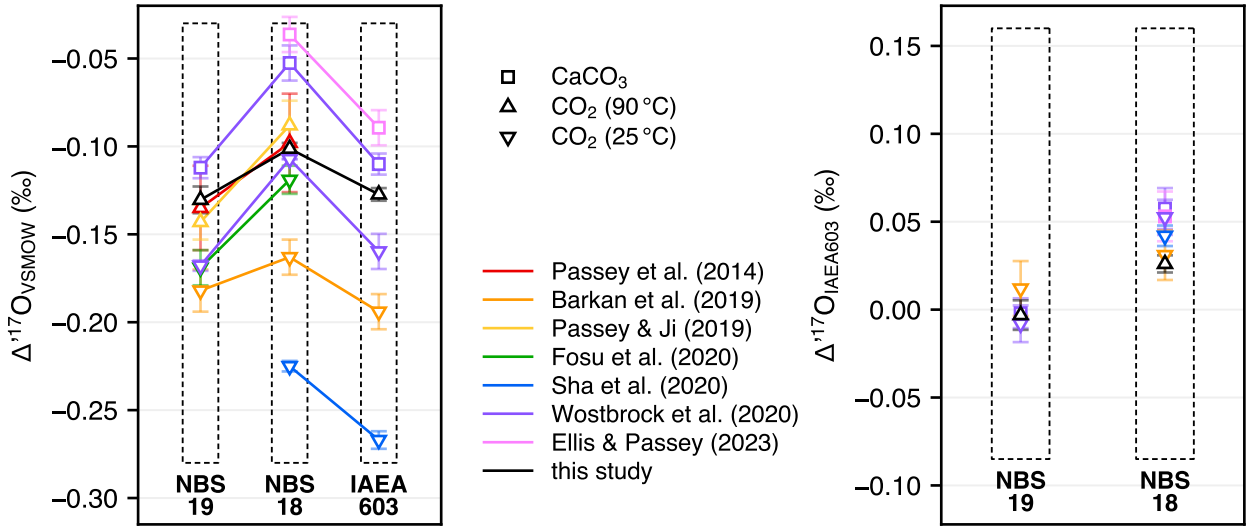 −0.05
−0.10
−0.15
−0.20
−0.25
−0.30
Δ'¹⁷O_VSMOW (‰)
NBS
19
NBS
18
IAEA
603
CaCO₃
CO₂ (90 °C)
CO₂ (25 °C)
Passey et al. (2014)
Barkan et al. (2019)
Passey & Ji (2019)
Fosu et al. (2020)
Sha et al. (2020)
Wostbrock et al. (2020)
Ellis & Passey (2023)
this study
0.15
0.10
0.05
0.00
−0.05
−0.10
Δ'¹⁷O_IAEA603 (‰)
NBS
19
NBS
18